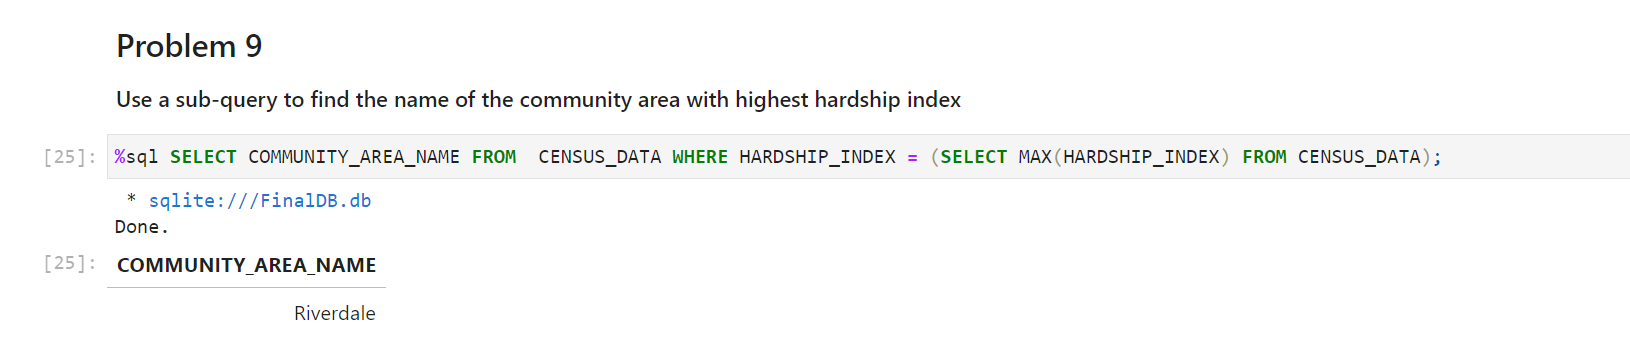 Problem 9
Use a sub-query to find the name of the community area with highest hardship index
[25]: %sql SELECT COMMUNITY_AREA_NAME FROM  CENSUS_DATA WHERE HARDSHIP_INDEX = (SELECT MAX(HARDSHIP_INDEX) FROM CENSUS_DATA);
* sqlite:///FinalDB.db
Done.
[25]: COMMUNITY_AREA_NAME
Riverdale